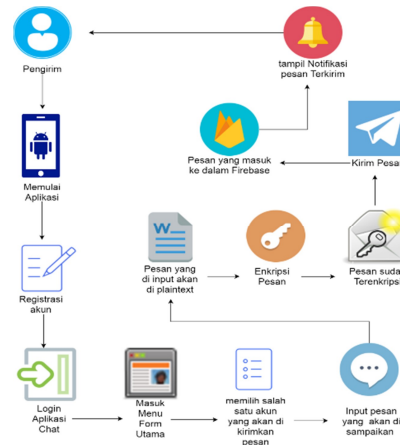 Pengirim
Memulai
Aplikasi
Registrasi
akun
Login
Aplikasi
Chat
Masuk
Menu
Form
Utama
memilih salah
satu akun
yang akan di
kirimkan
pesan
Input pesan
yang akan di
sampaikan
W
Pesan yang
di input akan
di plaintext
Enkripsi
Pesan
Pesan suda
Terenkripsi
Kirim Pesa
Pesan yang masuk
ke dalam Firebase
tampil Notifikasi
pesan Terkirim